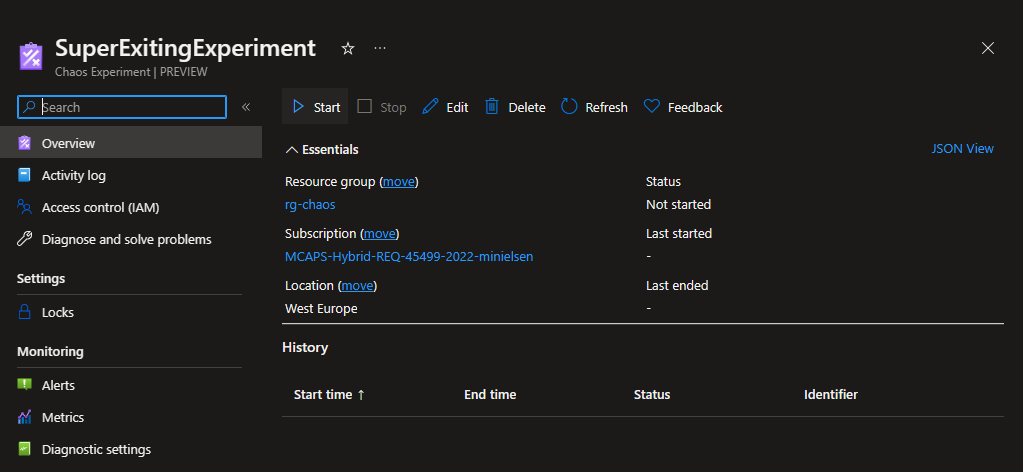 SuperExitingExperiment
Chaos Experiment | PREVIEW
Search
Overview
Activity log
Access control (IAM)
Diagnose and solve problems
Settings
Locks
Monitoring
Alerts
Metrics
Diagnostic settings
Start Stop Edit Delete Refresh Feedback
Essentials JSON View
Resource group (move) Status
rg-chaos Not started
Subscription (move) Last started
MCAPS-Hybrid-REQ-45499-2022-minielsen -
Location (move) Last ended
West Europe -
History
Start time ↑ End time Status Identifier